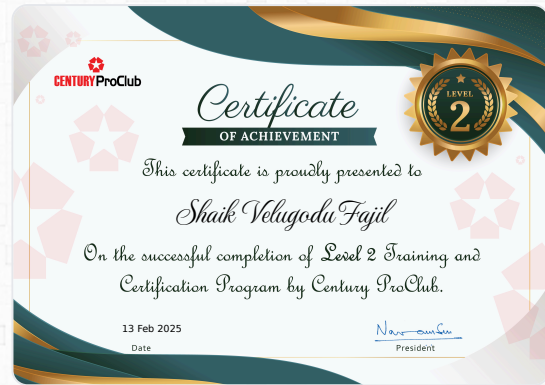 CENTURY ProClub
Certificate
OF ACHIEVEMENT
LEVEL
2
This certificate is proudly presented to
Shaik Velugodu Fajil
On the successful completion of Level 2 Training and
Certification Program by Century ProClub.
13 Feb 2025
Date
President